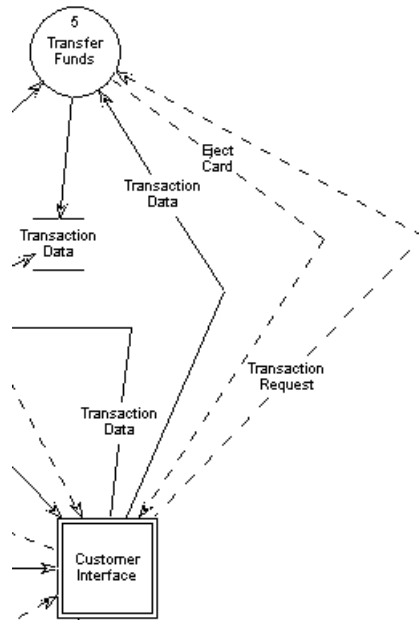 5
Transfer
Funds
Eject
Card
Transaction
Data
Transaction
Data
Transaction
Request
Transaction
Data
Customer
Interface